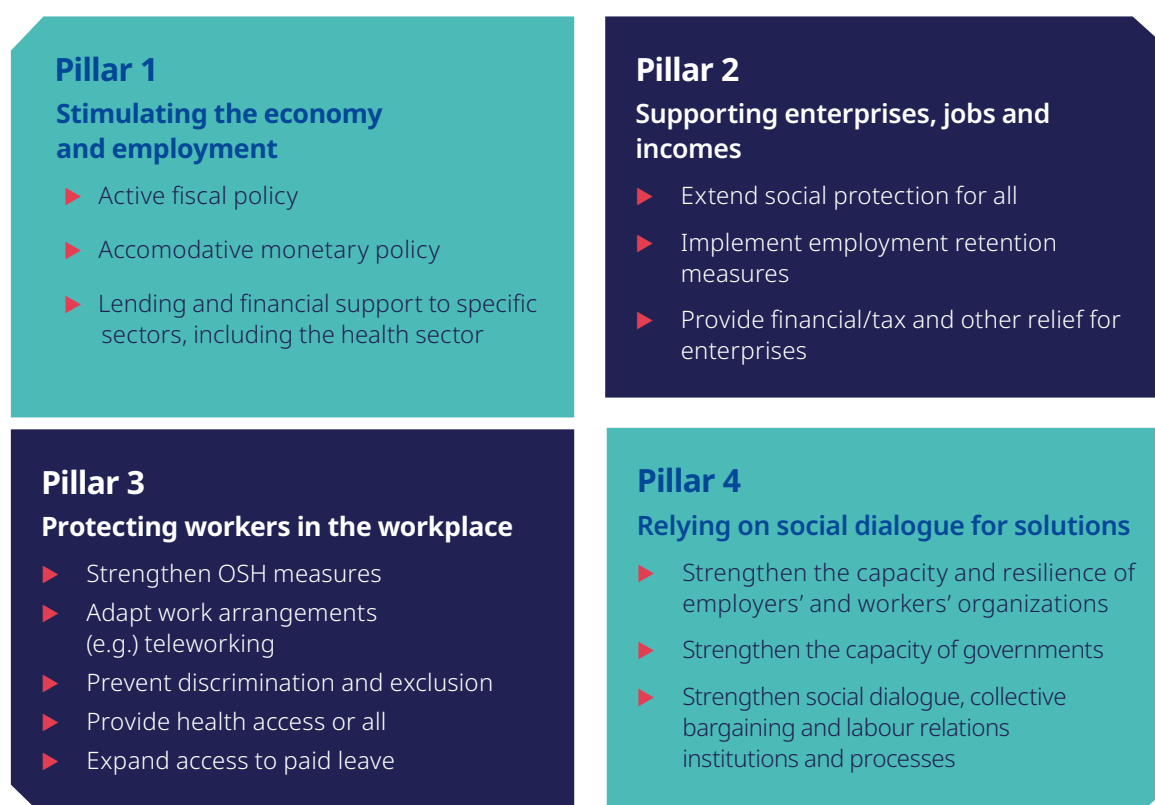 Pillar 1
Stimulating the economy
and employment
▶ Active fiscal policy
▶ Accomodative monetary policy
▶ Lending and financial support to specific
sectors, including the health sector
Pillar 2
Supporting enterprises, jobs and
incomes
▶ Extend social protection for all
▶ Implement employment retention
measures
▶ Provide financial/tax and other relief for
enterprises
Pillar 3
Protecting workers in the workplace
▶ Strengthen OSH measures
▶ Adapt work arrangements
(e.g.) teleworking
▶ Prevent discrimination and exclusion
▶ Provide health access or all
▶ Expand access to paid leave
Pillar 4
Relying on social dialogue for solutions
▶ Strengthen the capacity and resilience of
employers’ and workers’ organizations
▶ Strengthen the capacity of governments
▶ Strengthen social dialogue, collective
bargaining and labour relations
institutions and processes